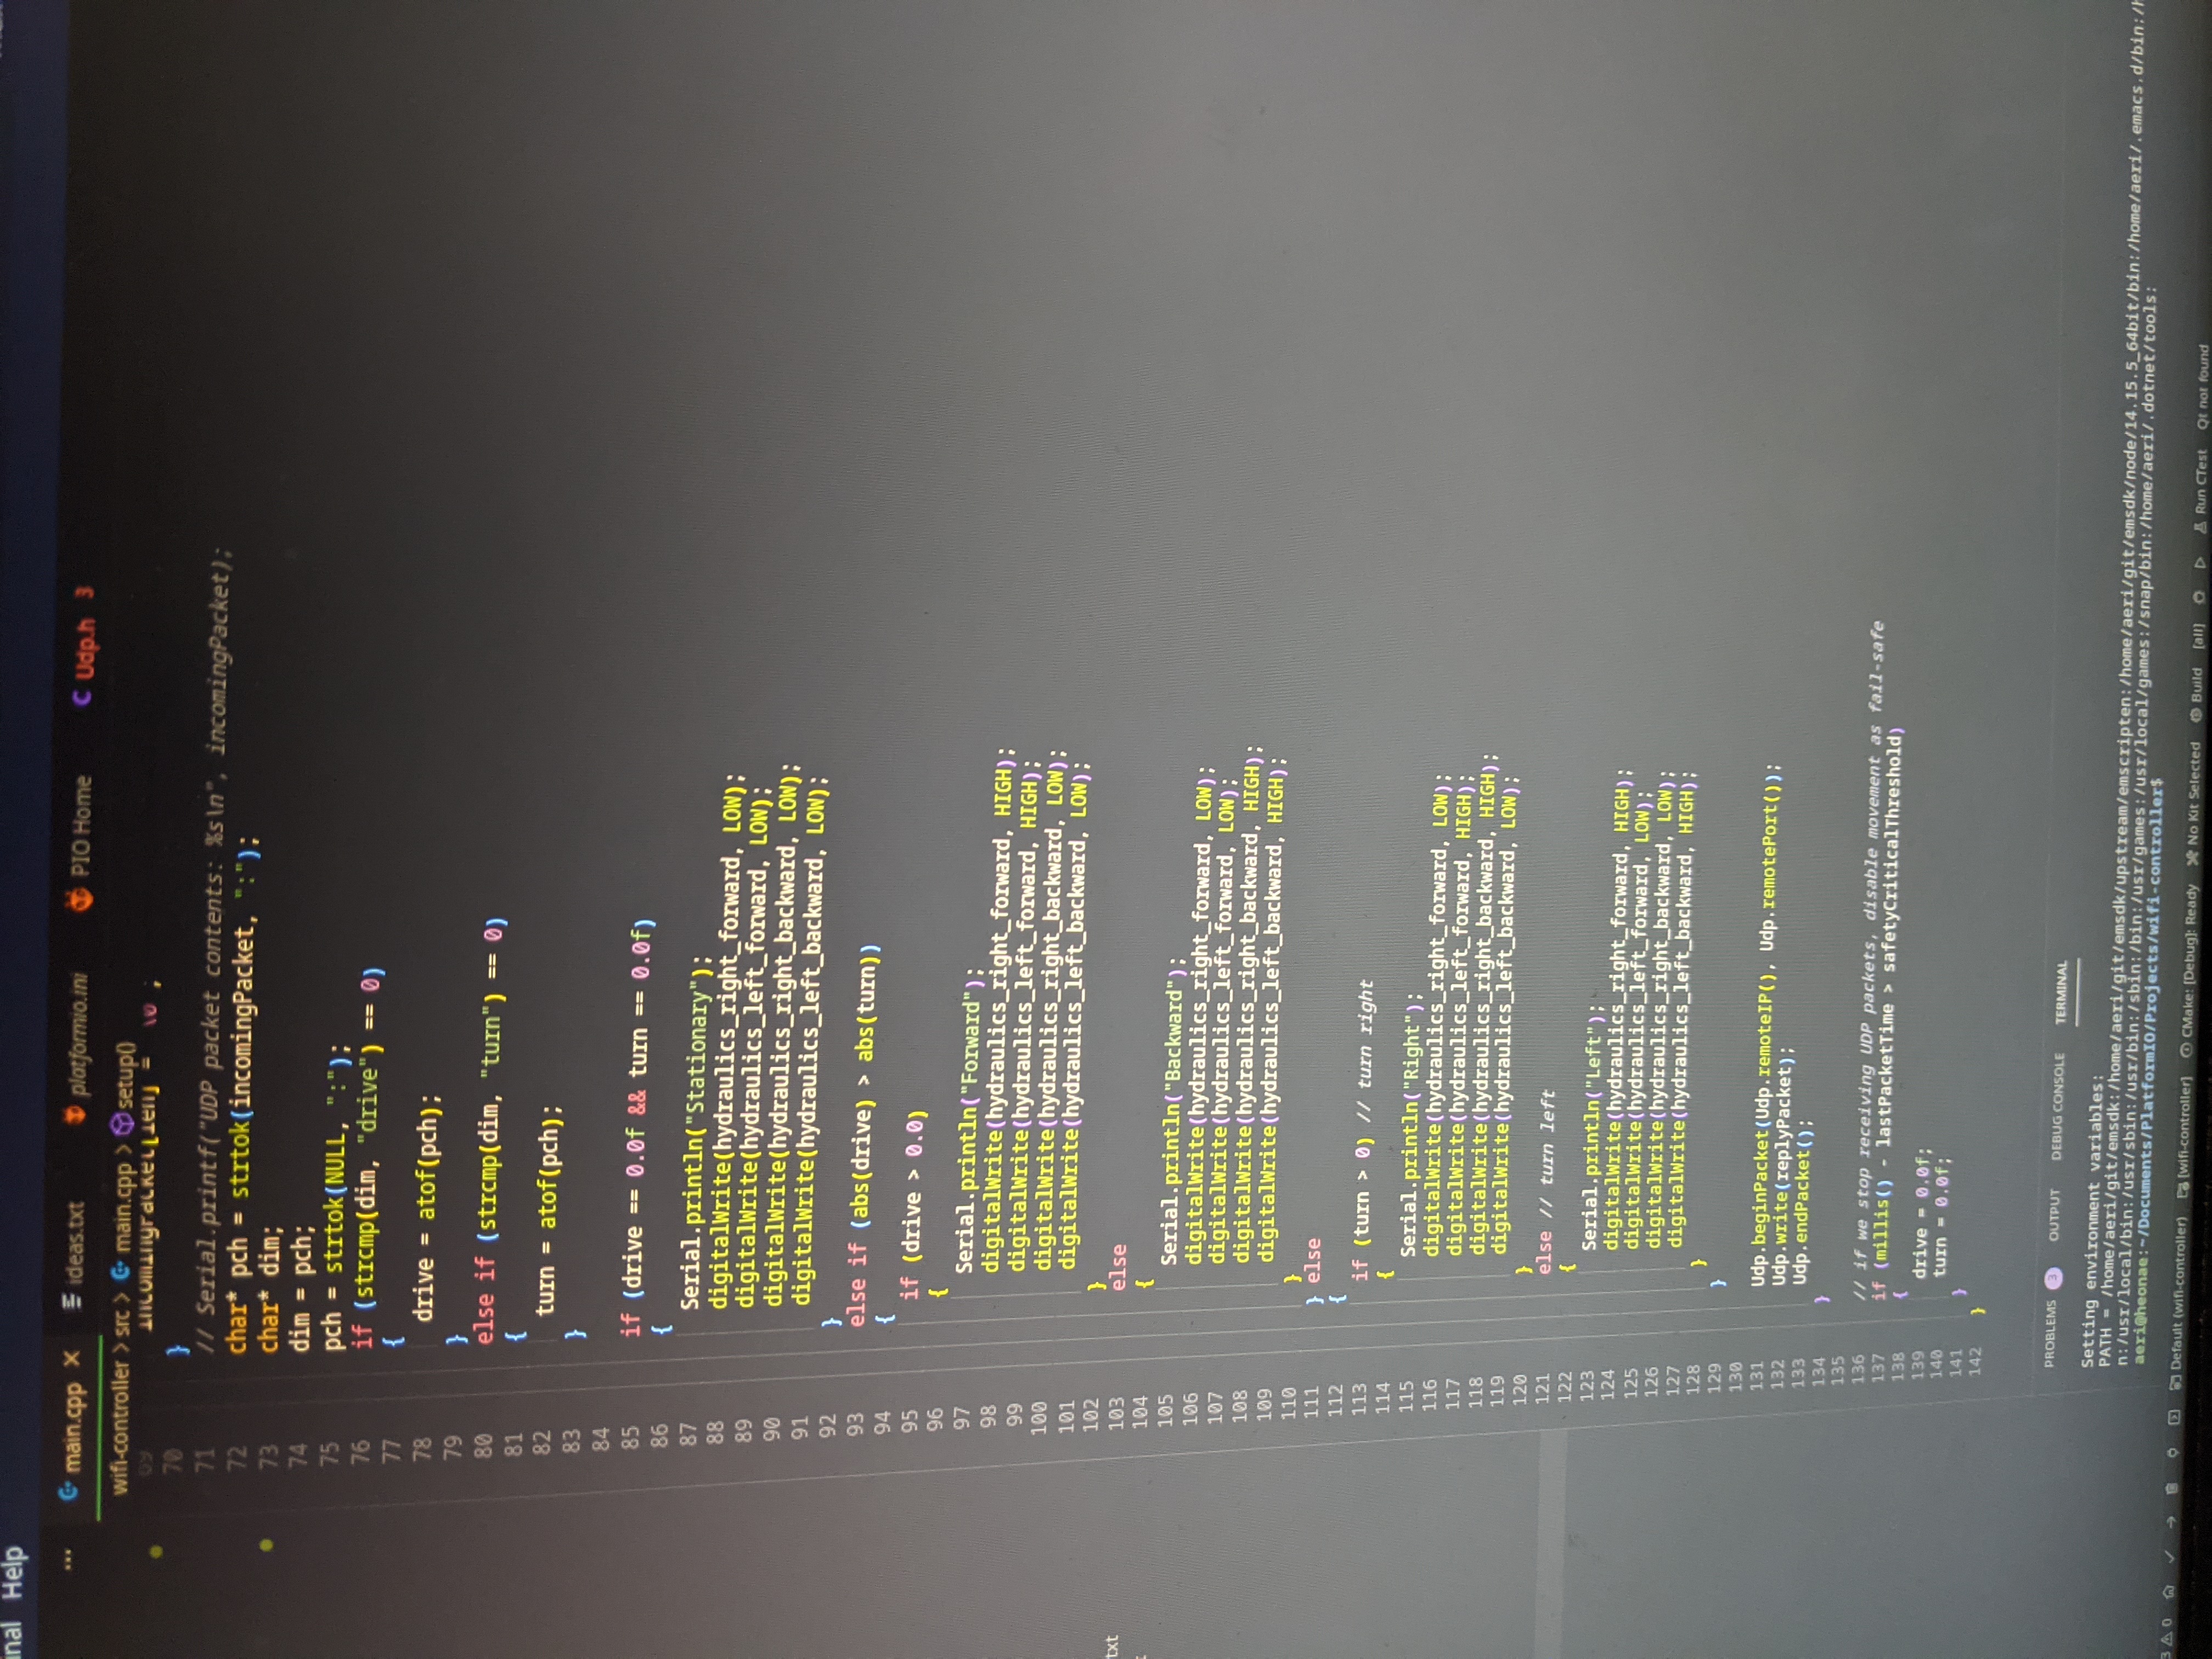 Help
main.cpp ×
ideas.txt
platformio.ini
PIO Home
Udp.h 3
wifi-controller > src > main.cpp > setup()
69 incomingPacket[len] = '\0';
70 }
71 // Serial.printf("UDP packet contents: %s\n", incomingPacket);
72 char* pch = strtok(incomingPacket, ":");
73 char* dim;
74 dim = pch;
75 pch = strtok(NULL, ":");
76 if (strcmp(dim, "drive") == 0)
77 {
78 drive = atof(pch);
79 }
80 else if (strcmp(dim, "turn") == 0)
81 {
82 turn = atof(pch);
83 }
84
85 if (drive == 0.0f && turn == 0.0f)
86 {
87 Serial.println("Stationary");
88 digitalWrite(hydraulics_right_forward, LOW);
89 digitalWrite(hydraulics_left_forward, LOW);
90 digitalWrite(hydraulics_right_backward, LOW);
91 digitalWrite(hydraulics_left_backward, LOW);
92 }
93 else if (abs(drive) > abs(turn))
94 {
95 if (drive > 0.0)
96 {
97 Serial.println("Forward");
98 digitalWrite(hydraulics_right_forward, HIGH);
99 digitalWrite(hydraulics_left_forward, HIGH);
100 digitalWrite(hydraulics_right_backward, LOW);
101 digitalWrite(hydraulics_left_backward, LOW);
102 }
103 else
104 {
105 Serial.println("Backward");
106 digitalWrite(hydraulics_right_forward, LOW);
107 digitalWrite(hydraulics_left_forward, LOW);
108 digitalWrite(hydraulics_right_backward, HIGH);
109 digitalWrite(hydraulics_left_backward, HIGH);
110 }
111 } else
112 {
113 if (turn > 0) // turn right
114 {
115 Serial.println("Right");
116 digitalWrite(hydraulics_right_forward, LOW);
117 digitalWrite(hydraulics_left_forward, HIGH);
118 digitalWrite(hydraulics_right_backward, HIGH);
119 digitalWrite(hydraulics_left_backward, LOW);
120 }
121 else // turn left
122 {
123 Serial.println("Left");
124 digitalWrite(hydraulics_right_forward, HIGH);
125 digitalWrite(hydraulics_left_forward, LOW);
126 digitalWrite(hydraulics_right_backward, LOW);
127 digitalWrite(hydraulics_left_backward, HIGH);
128 }
129 }
130
131 Udp.beginPacket(Udp.remoteIP(), Udp.remotePort());
132 Udp.write(replyPacket);
133 Udp.endPacket();
134 }
135
136 // if we stop receiving UDP packets, disable movement as fail-safe
137 if (millis() - lastPacketTime > safetyCriticalThreshold)
138 {
139 drive = 0.0f;
140 turn = 0.0f;
141 }
142 }
txt
PROBLEMS 3 OUTPUT DEBUG CONSOLE TERMINAL
Setting environment variables:
PATH = /home/aeri/git/emsdk:/home/aeri/git/emsdk/upstream/emscripten:/home/aeri/git/emsdk/node/14.15.5_64bit/bin:/home/aeri/.emacs.d/bin:/h
n:/usr/local/bin:/usr/sbin:/usr/bin:/sbin:/bin:/usr/games:/usr/local/games:/snap/bin:/home/aeri/.dotnet/tools:
aeri@heonae:~/Documents/PlatformIO/Projects/wifi-controller$
3 0 Default (wifi-controller) [wifi-controller] CMake: [Debug]: Ready No Kit Selected Build [all] Run CTest Qt not found